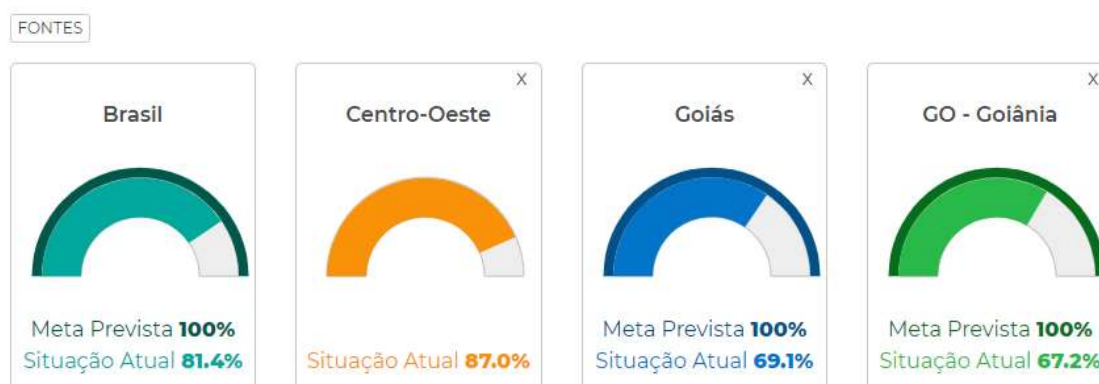 FONTES
X
X
X
Brasil
Centro-Oeste
Goiás
GO - Goiânia
Meta Prevista 100%
Situação Atual 81.4%
Situação Atual 87.0%
Meta Prevista 100%
Situação Atual 69.1%
Meta Prevista 100%
Situação Atual 67.2%